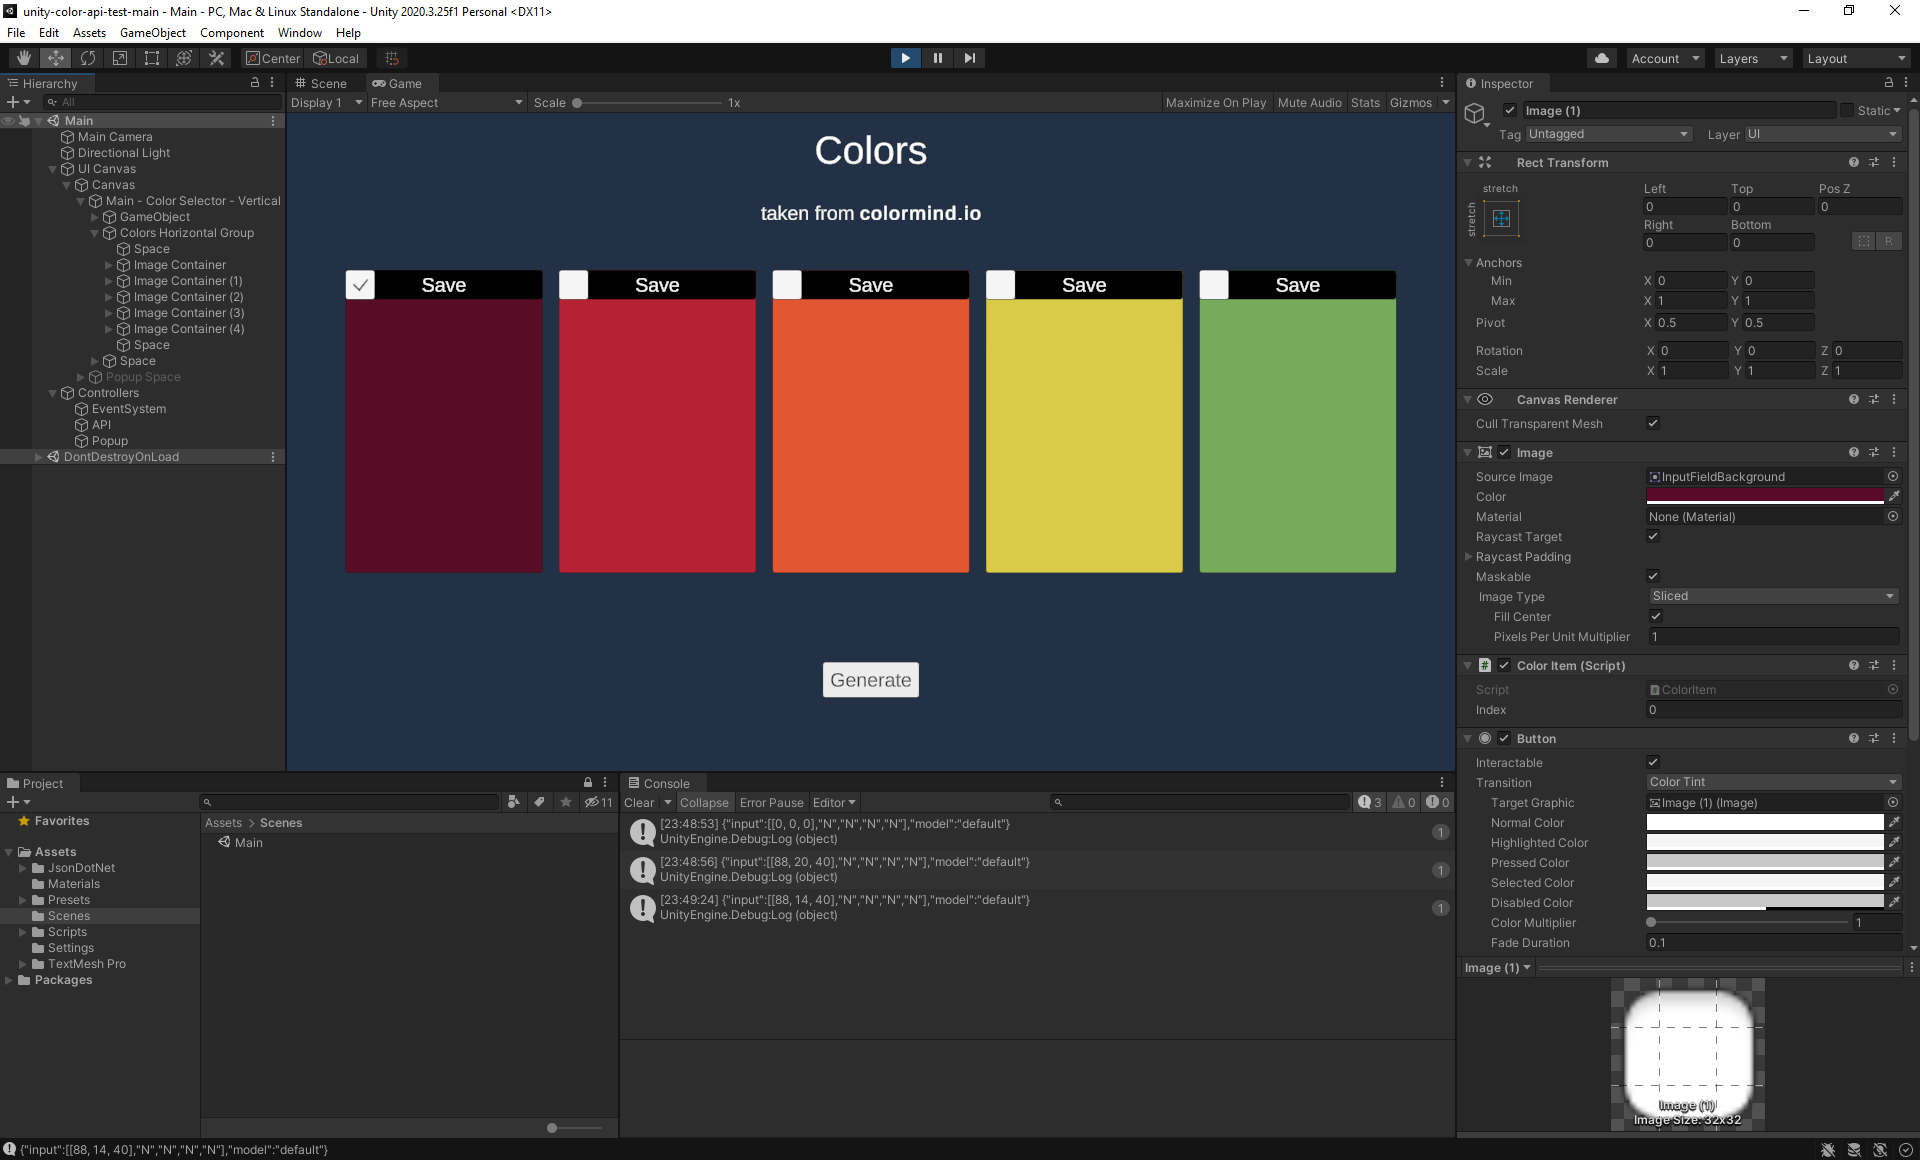 unity-color-api-test-main - Main - PC, Mac & Linux Standalone - Unity 2020.3.25f1 Personal <DX11>
File Edit Assets GameObject Component Window Help
Center Local
Account Layers Layout
Hierarchy
All
Main
Main Camera
Directional Light
UI Canvas
Canvas
Main - Color Selector - Vertical
GameObject
Colors Horizontal Group
Space
Image Container
Image Container (1)
Image Container (2)
Image Container (3)
Image Container (4)
Space
Space
Popup Space
Controllers
EventSystem
API
Popup
DontDestroyOnLoad
Scene Game
Display 1 Free Aspect Scale 1x Maximize On Play Mute Audio Stats Gizmos
Colors
taken from colormind.io
Save Save Save Save Save
Generate
Inspector
Image (1) Static
Tag Untagged Layer UI
Rect Transform
stretch
stretch
Left Top Pos Z
0 0 0
Right Bottom
0 0 R
Anchors
Min X 0 Y 0
Max X 1 Y 1
Pivot X 0.5 Y 0.5
Rotation X 0 Y 0 Z 0
Scale X 1 Y 1 Z 1
Canvas Renderer
Cull Transparent Mesh
Image
Source Image InputFieldBackground
Color
Material None (Material)
Raycast Target
Raycast Padding
Maskable
Image Type Sliced
Fill Center
Pixels Per Unit Multiplier 1
# Color Item (Script)
Script # ColorItem
Index 0
Button
Interactable
Transition Color Tint
Target Graphic Image (1) (Image)
Normal Color
Highlighted Color
Pressed Color
Selected Color
Disabled Color
Color Multiplier 1
Fade Duration 0.1
Image (1)
Image (1)
Image Size: 32x32
Project
11
Favorites
Assets
JsonDotNet
Materials
Presets
Scenes
Scripts
Settings
TextMesh Pro
Packages
Assets > Scenes
Main
Console
Clear Collapse Error Pause Editor 3 0 0
[23:48:53] {"input":[[0, 0, 0],"N","N","N","N"],"model":"default"}
UnityEngine.Debug:Log (object) 1
[23:48:56] {"input":[[88, 20, 40],"N","N","N","N"],"model":"default"}
UnityEngine.Debug:Log (object) 1
[23:49:24] {"input":[[88, 14, 40],"N","N","N","N"],"model":"default"}
UnityEngine.Debug:Log (object) 1
{"input":[[88, 14, 40],"N","N","N","N"],"model":"default"}